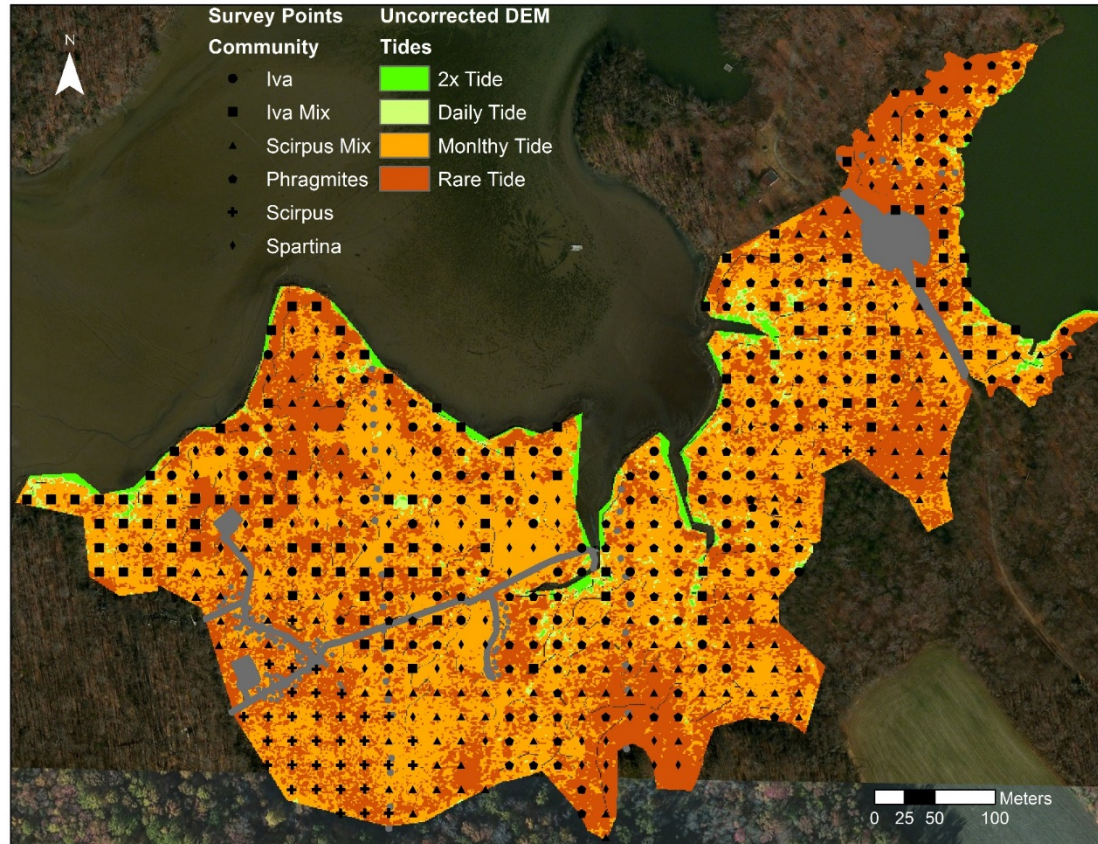 Survey Points
Community
Iva
Iva Mix
Scirpus Mix
Phragmites
Scirpus
Spartina
Uncorrected DEM
Tides
2x Tide
Daily Tide
Monlthy Tide
Rare Tide
N
Meters
0 25 50 100